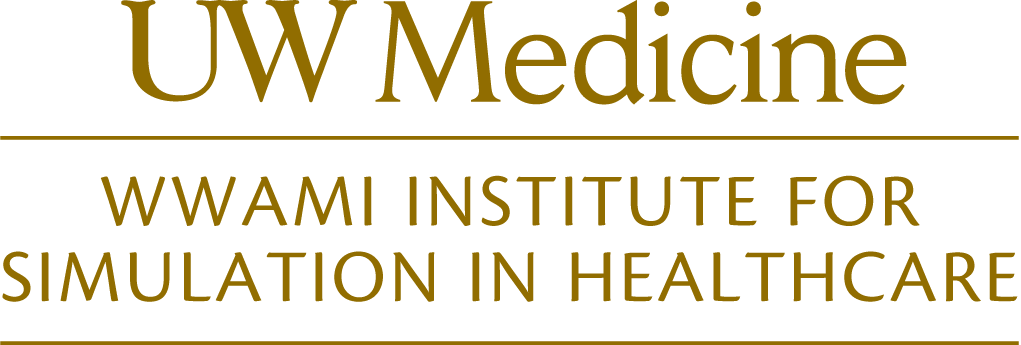 UW Medicine
WWAMI INSTITUTE FOR
SIMULATION IN HEALTHCARE